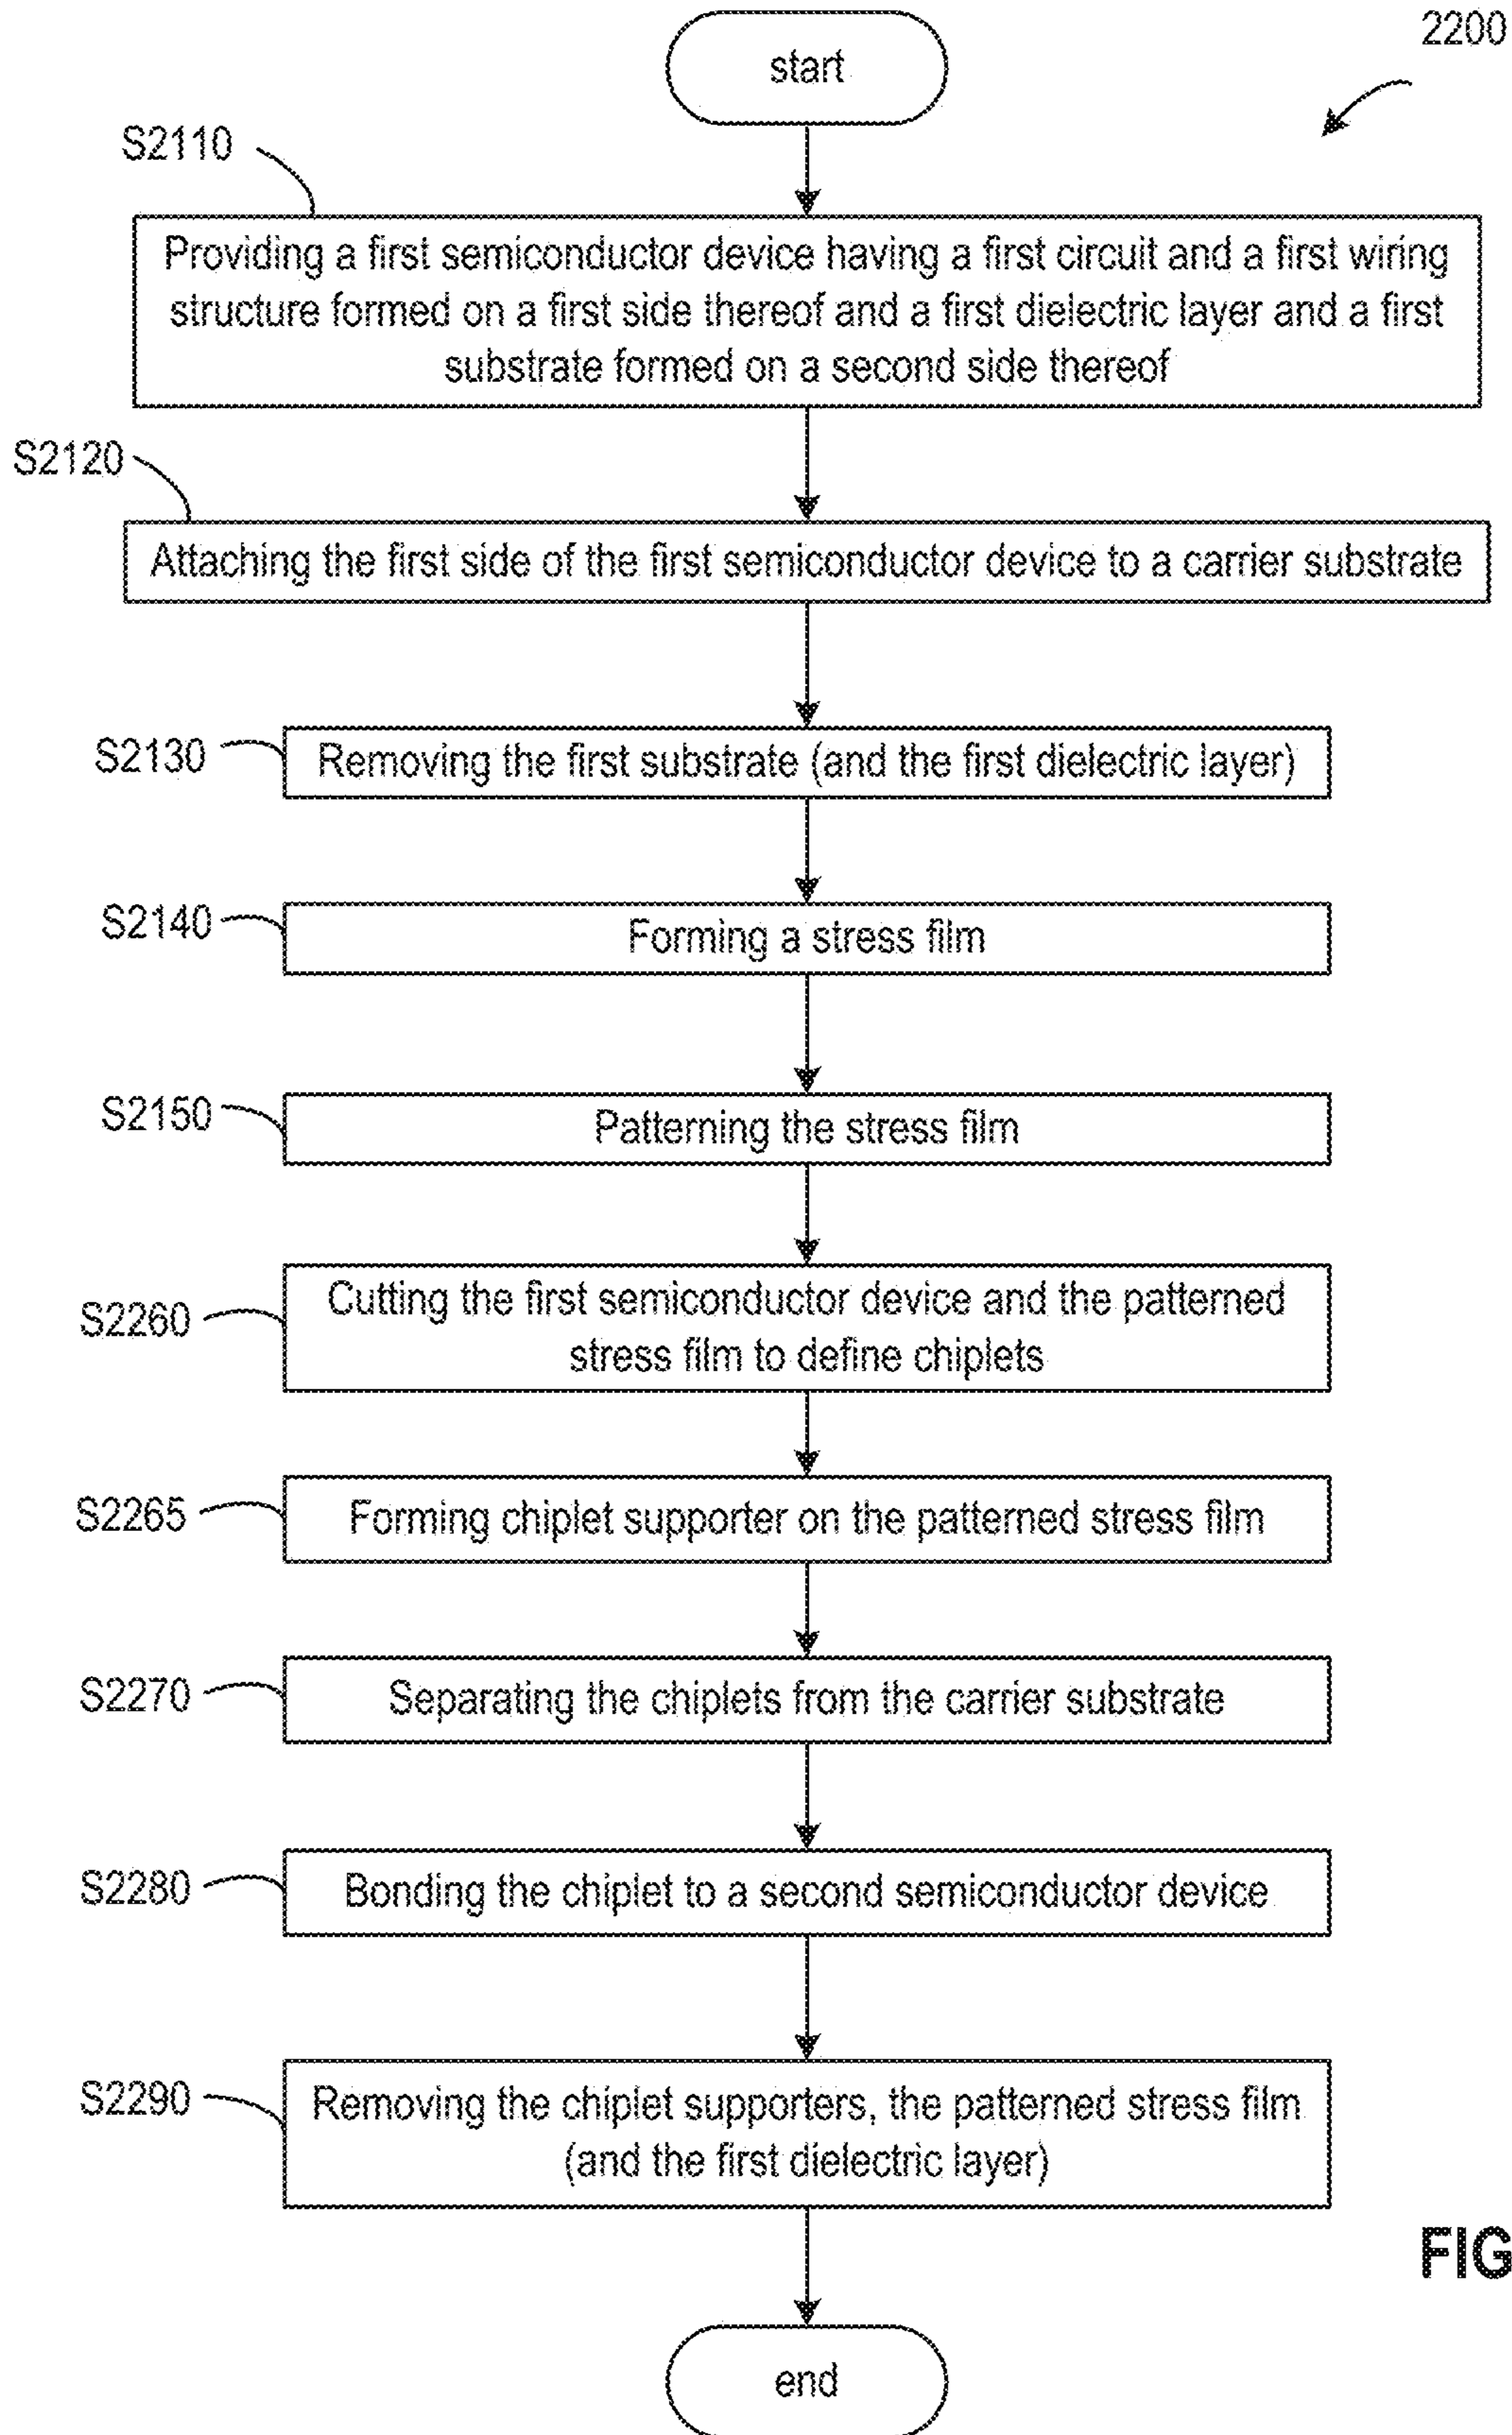 start
2200
S2110
Providing a first semiconductor device having a first circuit and a first wiring
structure formed on a first side thereof and a first dielectric layer and a first
substrate formed on a second side thereof
S2120
Attaching the first side of the first semiconductor device to a carrier substrate
S2130
Removing the first substrate (and the first dielectric layer)
S2140
Forming a stress film
S2150
Patterning the stress film
S2260
Cutting the first semiconductor device and the patterned
stress film to define chiplets
S2265
Forming chiplet supporter on the patterned stress film
S2270
Separating the chiplets from the carrier substrate
S2280
Bonding the chiplet to a second semiconductor device
S2290
Removing the chiplet supporters, the patterned stress film
(and the first dielectric layer)
FIG
end